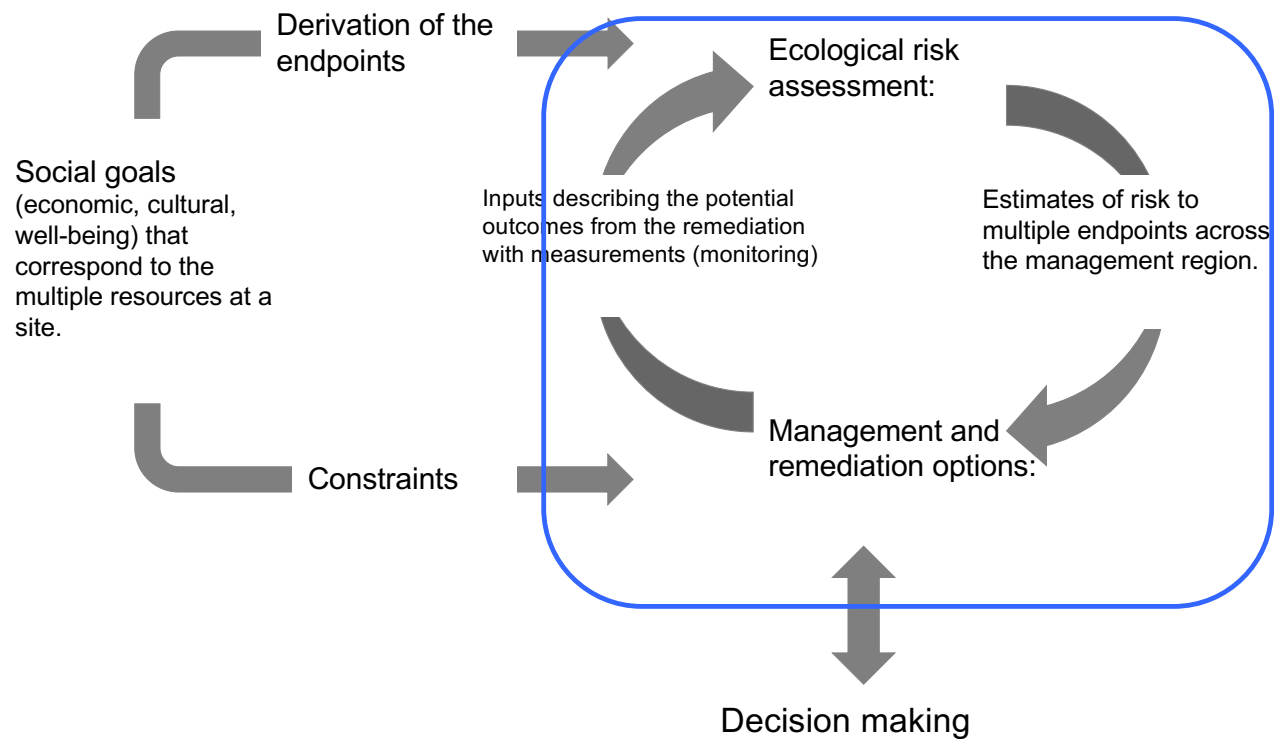 Derivation of the
endpoints
Ecological risk
assessment:
Social goals
(economic, cultural,
well-being) that
correspond to the
multiple resources at a
site.
Inputs describing the potential
outcomes from the remediation
with measurements (monitoring)
Estimates of risk to
multiple endpoints across
the management region.
Constraints
Management and
remediation options:
Decision making